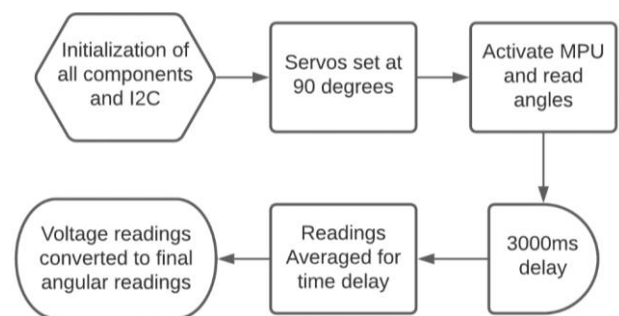 Initialization of
all components
and I2C
Servos set at
90 degrees
Activate MPU
and read
angles
3000ms
delay
Readings
Averaged for
time delay
Voltage readings
converted to final
angular readings